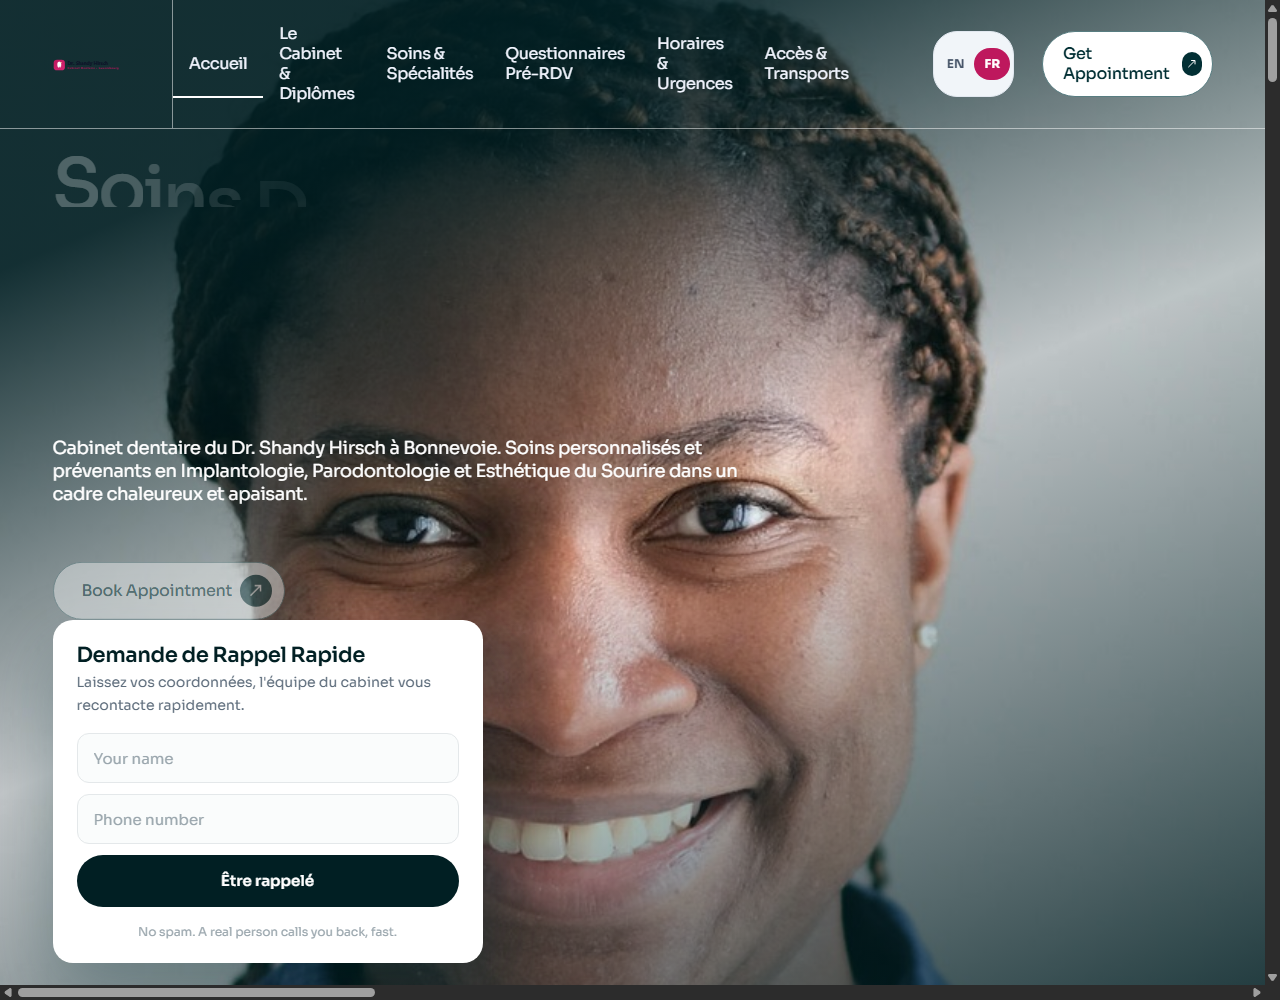 Accueil
Le
Cabinet
&
Diplômes
Soins &
Spécialités
Questionnaires
Pré-RDV
Horaires
&
Urgences
Accès &
Transports
EN FR
Get
Appointment
Soins D
Cabinet dentaire du Dr. Shandy Hirsch à Bonnevoie. Soins personnalisés et
prévenants en Implantologie, Parodontologie et Esthétique du Sourire dans un
cadre chaleureux et apaisant.
Book Appointment
Demande de Rappel Rapide
Laissez vos coordonnées, l'équipe du cabinet vous
recontacte rapidement.
Your name
Phone number
Être rappelé
No spam. A real person calls you back, fast.